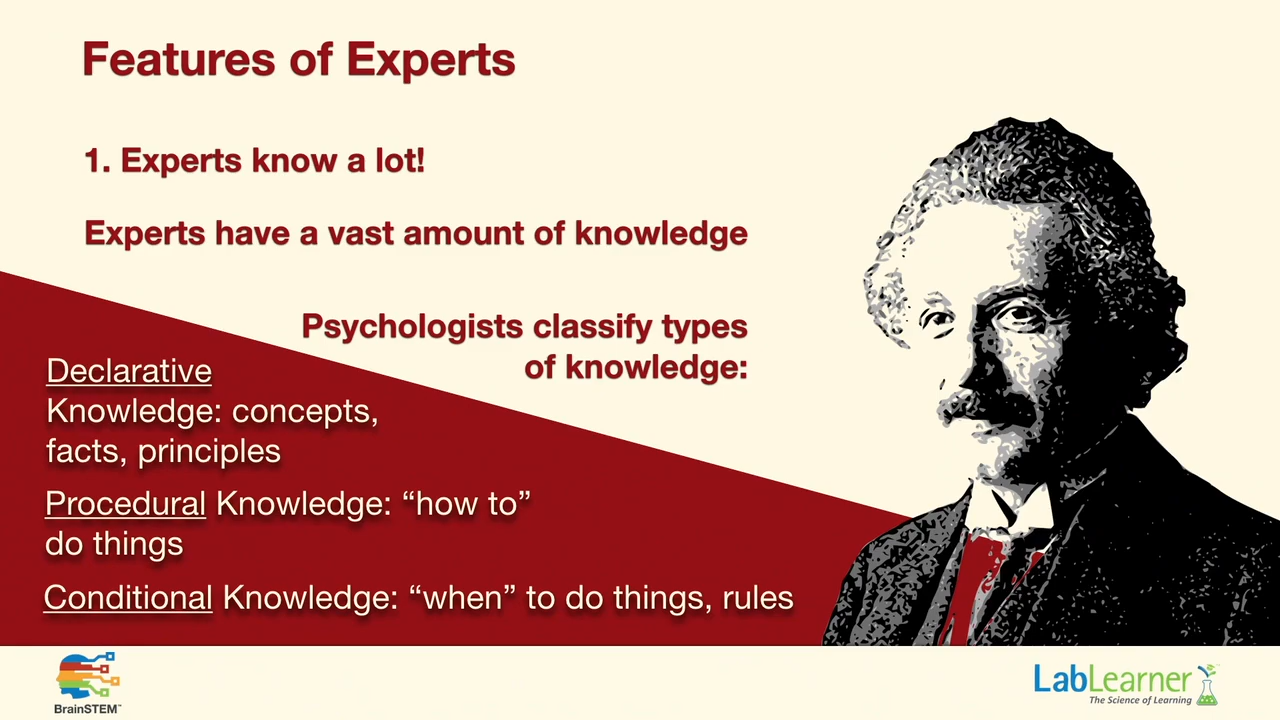 Features of Experts
1. Experts know a lot!
Experts have a vast amount of knowledge
Psychologists classify types
of knowledge:
Declarative
Knowledge: concepts,
facts, principles
Procedural Knowledge: “how to”
do things
Conditional Knowledge: “when” to do things, rules
BrainSTEM™
LabLearner
The Science of Learning